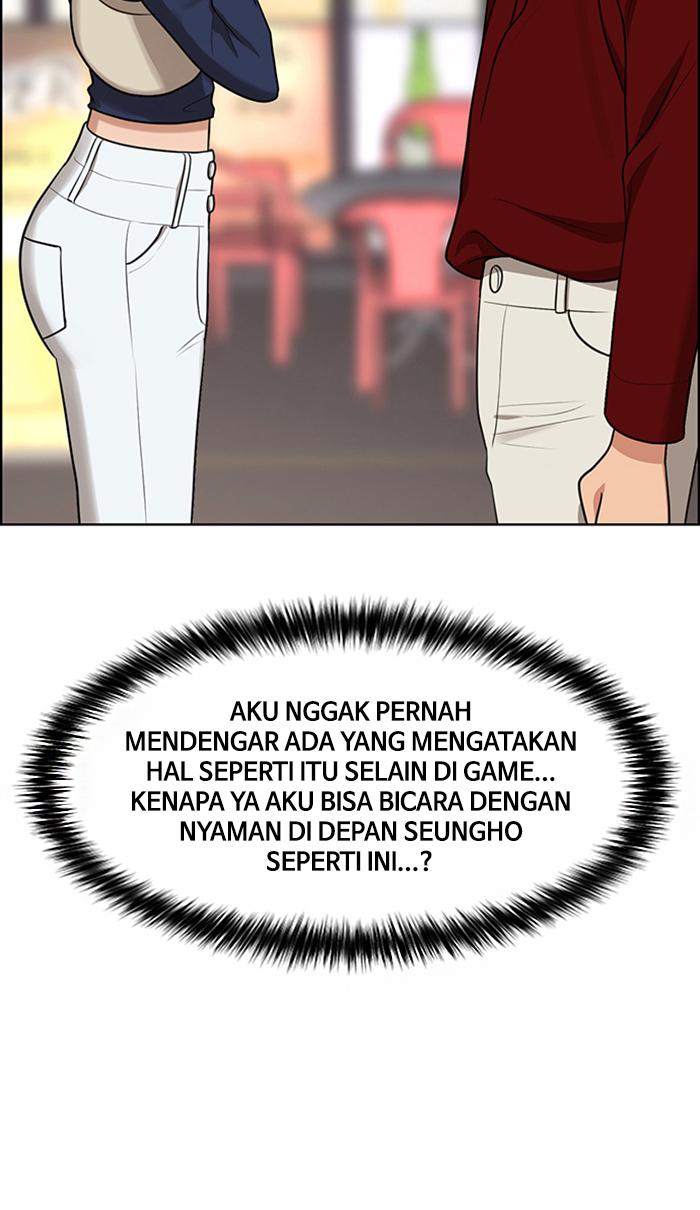 AKU NGGAK PERNAH
MENDENGAR ADA YANG MENGATAKAN
HAL SEPERTI ITU SELAIN DI GAME...
KENAPA YA AKU BISA BICARA DENGAN
NYAMAN DI DEPAN SEUNGHO
SEPERTI INI...?